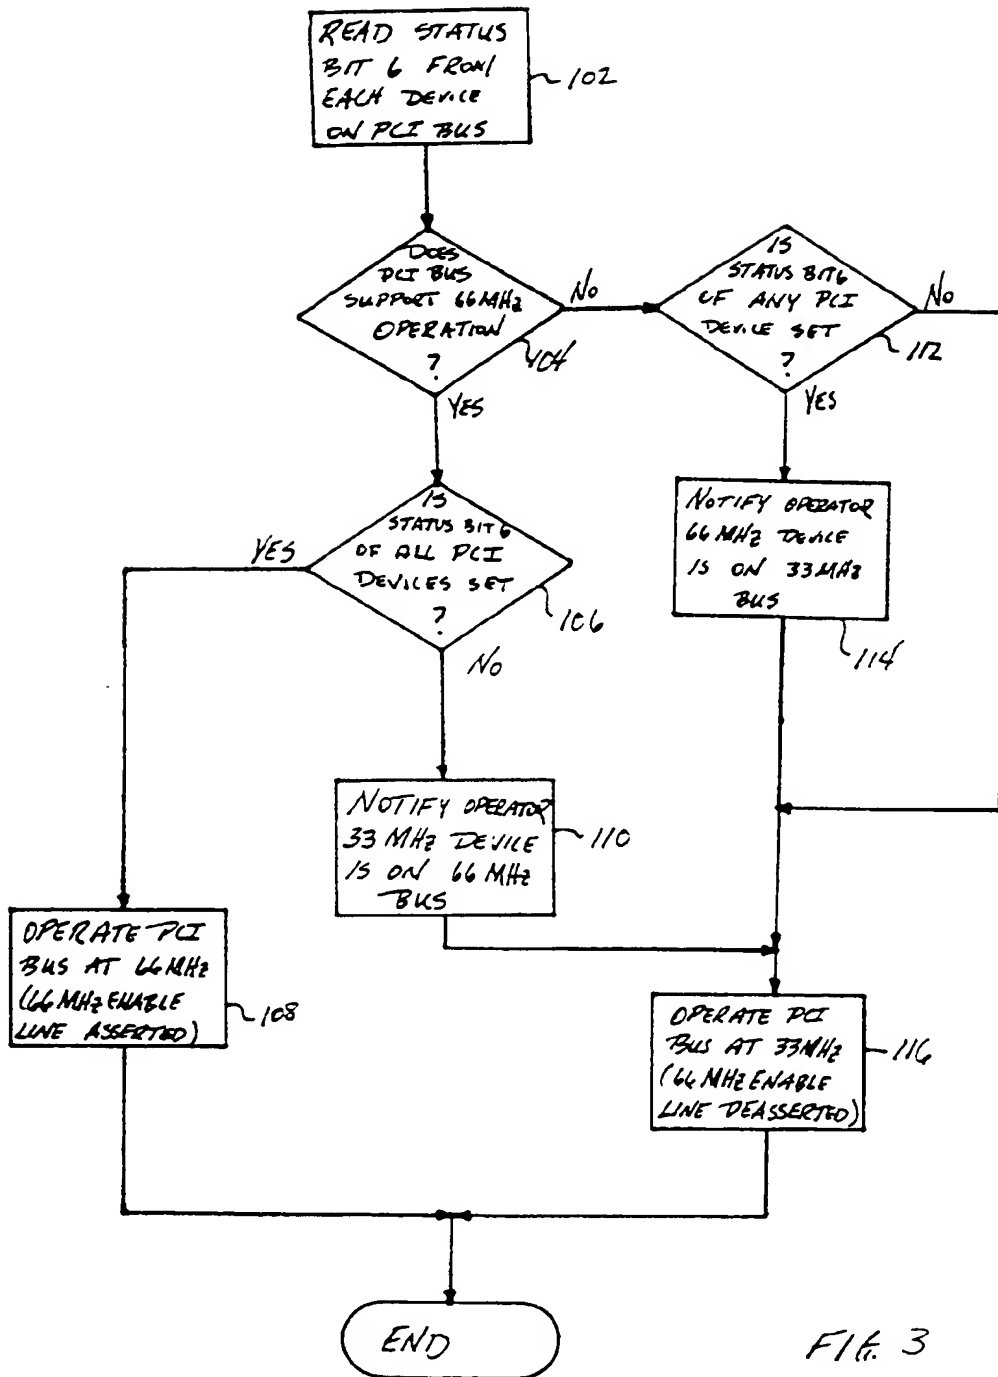 READ STATUS
BIT 6 FROM
EACH DEVICE
ON PCI BUS
102
DOES
PCI BUS
SUPPORT 66MHz
OPERATION
?
104
NO
YES
IS
STATUS BIT 6
OF ANY PCI
DEVICE SET
?
112
NO
YES
IS
STATUS BIT 6
OF ALL PCI
DEVICES SET
?
106
YES
NO
NOTIFY OPERATOR
66 MHz DEVICE
IS ON 33MHz
BUS
114
NOTIFY OPERATOR
33 MHz DEVICE
IS ON 66 MHz
BUS
110
OPERATE PCI
BUS AT 66MHz
(66 MHz ENABLE
LINE ASSERTED)
108
OPERATE PCI
BUS AT 33MHz
(66 MHz ENABLE
LINE DEASSERTED)
116
END
FIG. 3